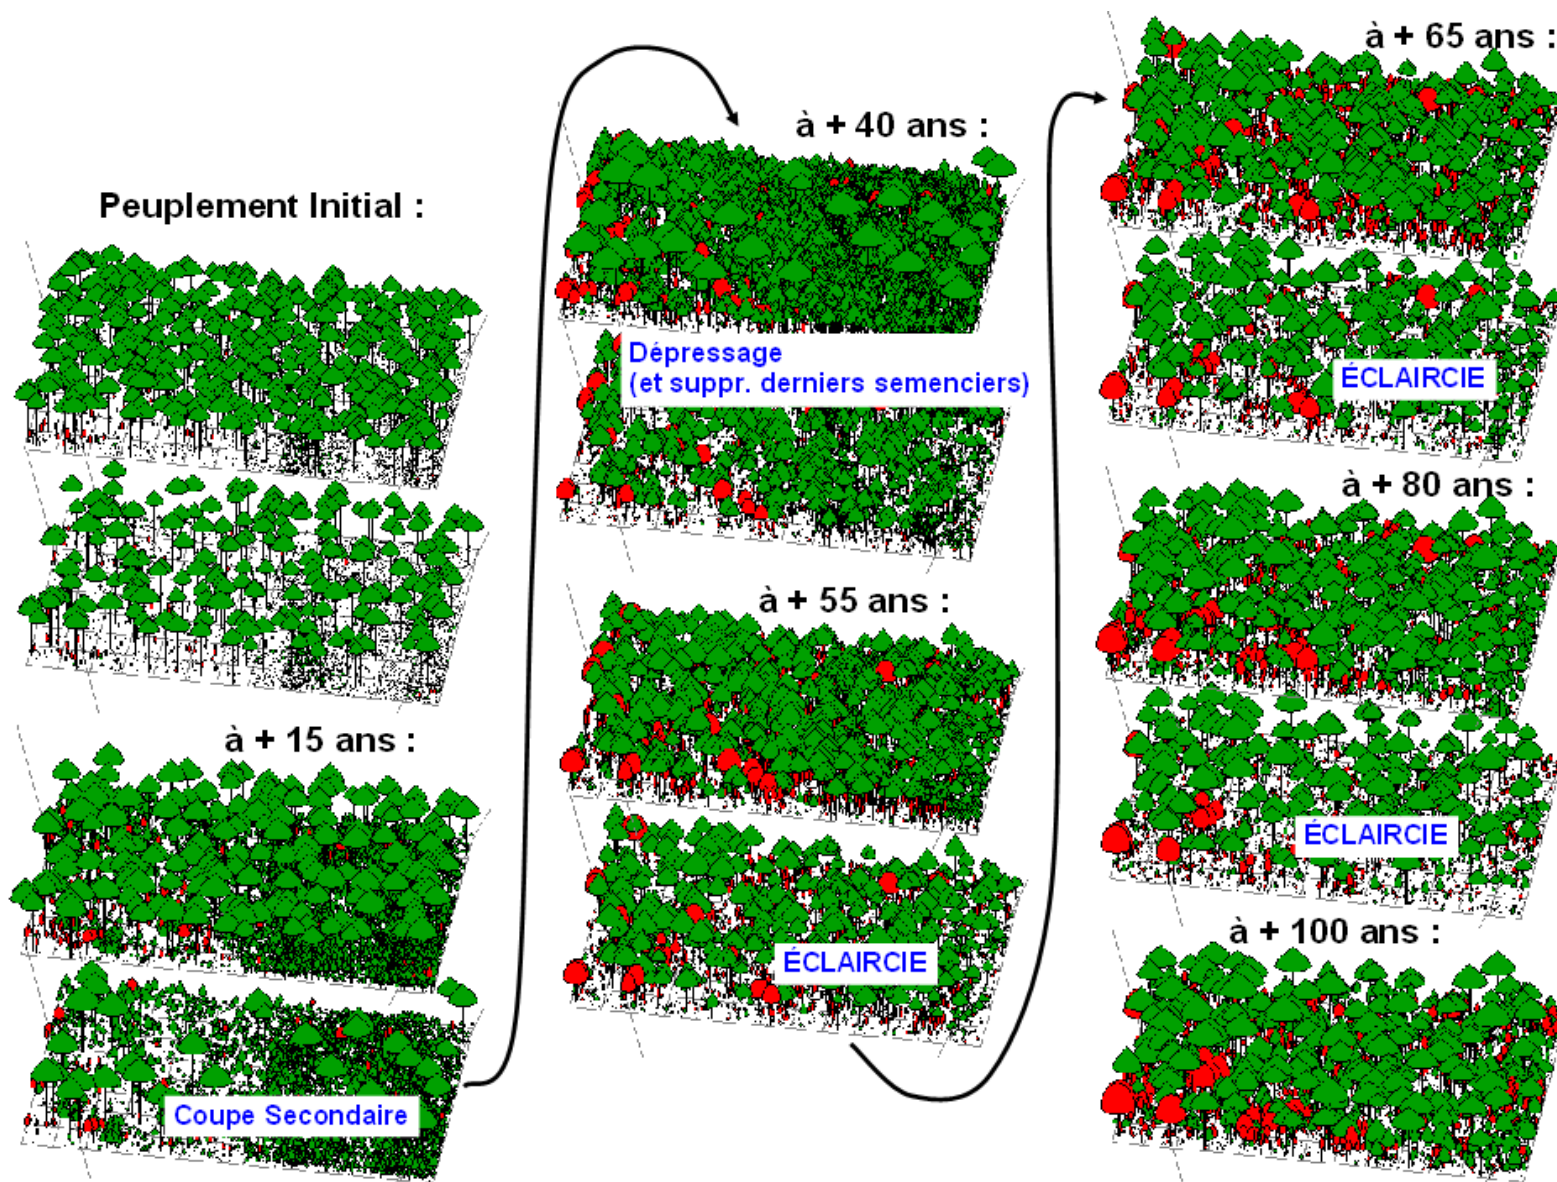 Peuplement Initial :
à + 15 ans :
Coupe Secondaire
à + 40 ans :
Dépressage
(et suppr. derniers semenciers)
à + 55 ans :
ÉCLAIRCIE
à + 65 ans :
ÉCLAIRCIE
à + 80 ans :
ÉCLAIRCIE
à + 100 ans :